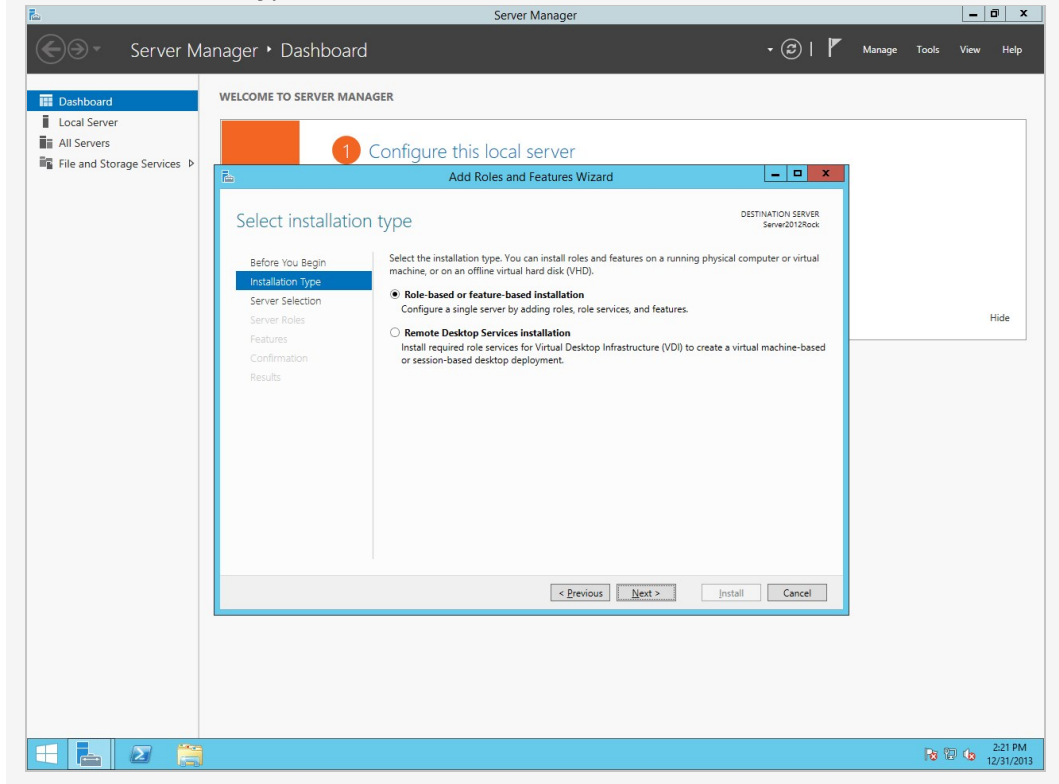 Server Manager
Server Manager • Dashboard
Manage Tools View Help
Dashboard
Local Server
All Servers
File and Storage Services
WELCOME TO SERVER MANAGER
1 Configure this local server
Hide
Add Roles and Features Wizard
Select installation type
DESTINATION SERVER
Server2012Rock
Before You Begin
Installation Type
Server Selection
Server Roles
Features
Confirmation
Results
Select the installation type. You can install roles and features on a running physical computer or virtual
machine, or on an offline virtual hard disk (VHD).
Role-based or feature-based installation
Configure a single server by adding roles, role services, and features.
Remote Desktop Services installation
Install required role services for Virtual Desktop Infrastructure (VDI) to create a virtual machine-based
or session-based desktop deployment.
< Previous Next > Install Cancel
2:21 PM
12/31/2013